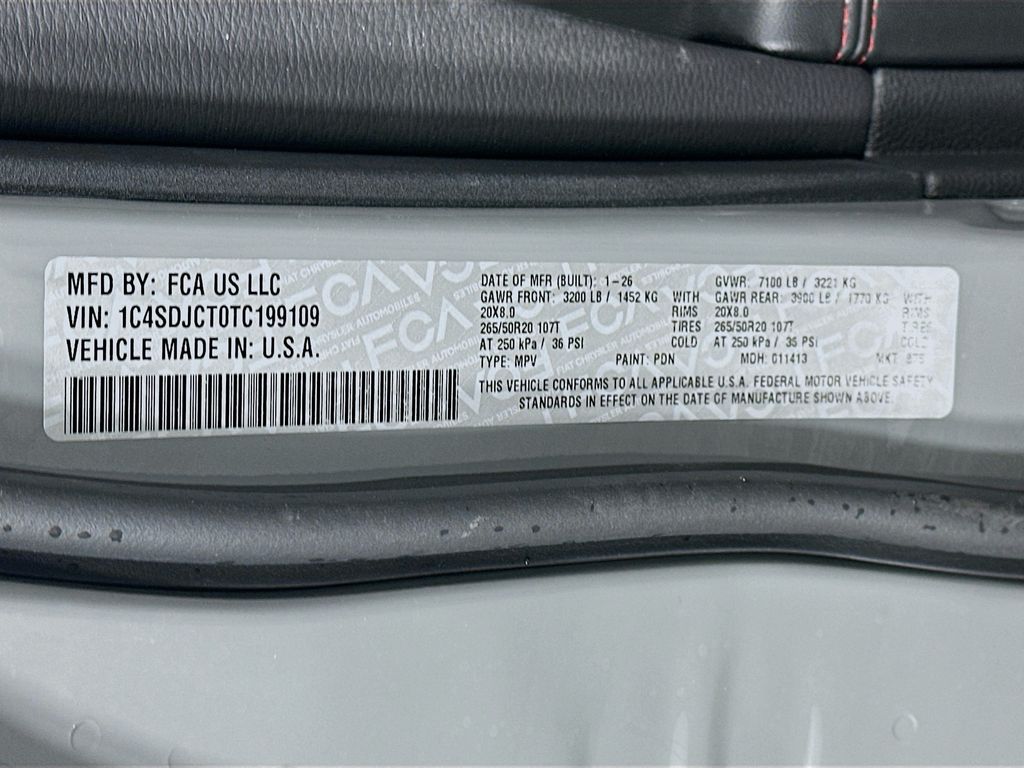 MFD BY: FCA US LLC
VIN: 1C4SDJCT0TC199109
VEHICLE MADE IN: U.S.A.
DATE OF MFR (BUILT): 1-26 GVWR: 7100 LB / 3221 KG
GAWR FRONT: 3200 LB / 1452 KG WITH GAWR REAR: 3900 LB / 1770 KG WITH
20X8.0 RIMS 20X8.0 RIMS
265/50R20 107T TIRES 265/50R20 107T TIRES
AT 250 kPa / 36 PSI COLD AT 250 kPa / 36 PSI COLD
TYPE: MPV PAINT: PDN MDH: 011413 MKT:
THIS VEHICLE CONFORMS TO ALL APPLICABLE U.S.A. FEDERAL MOTOR VEHICLE SAFETY
STANDARDS IN EFFECT ON THE DATE OF MANUFACTURE SHOWN ABOVE.